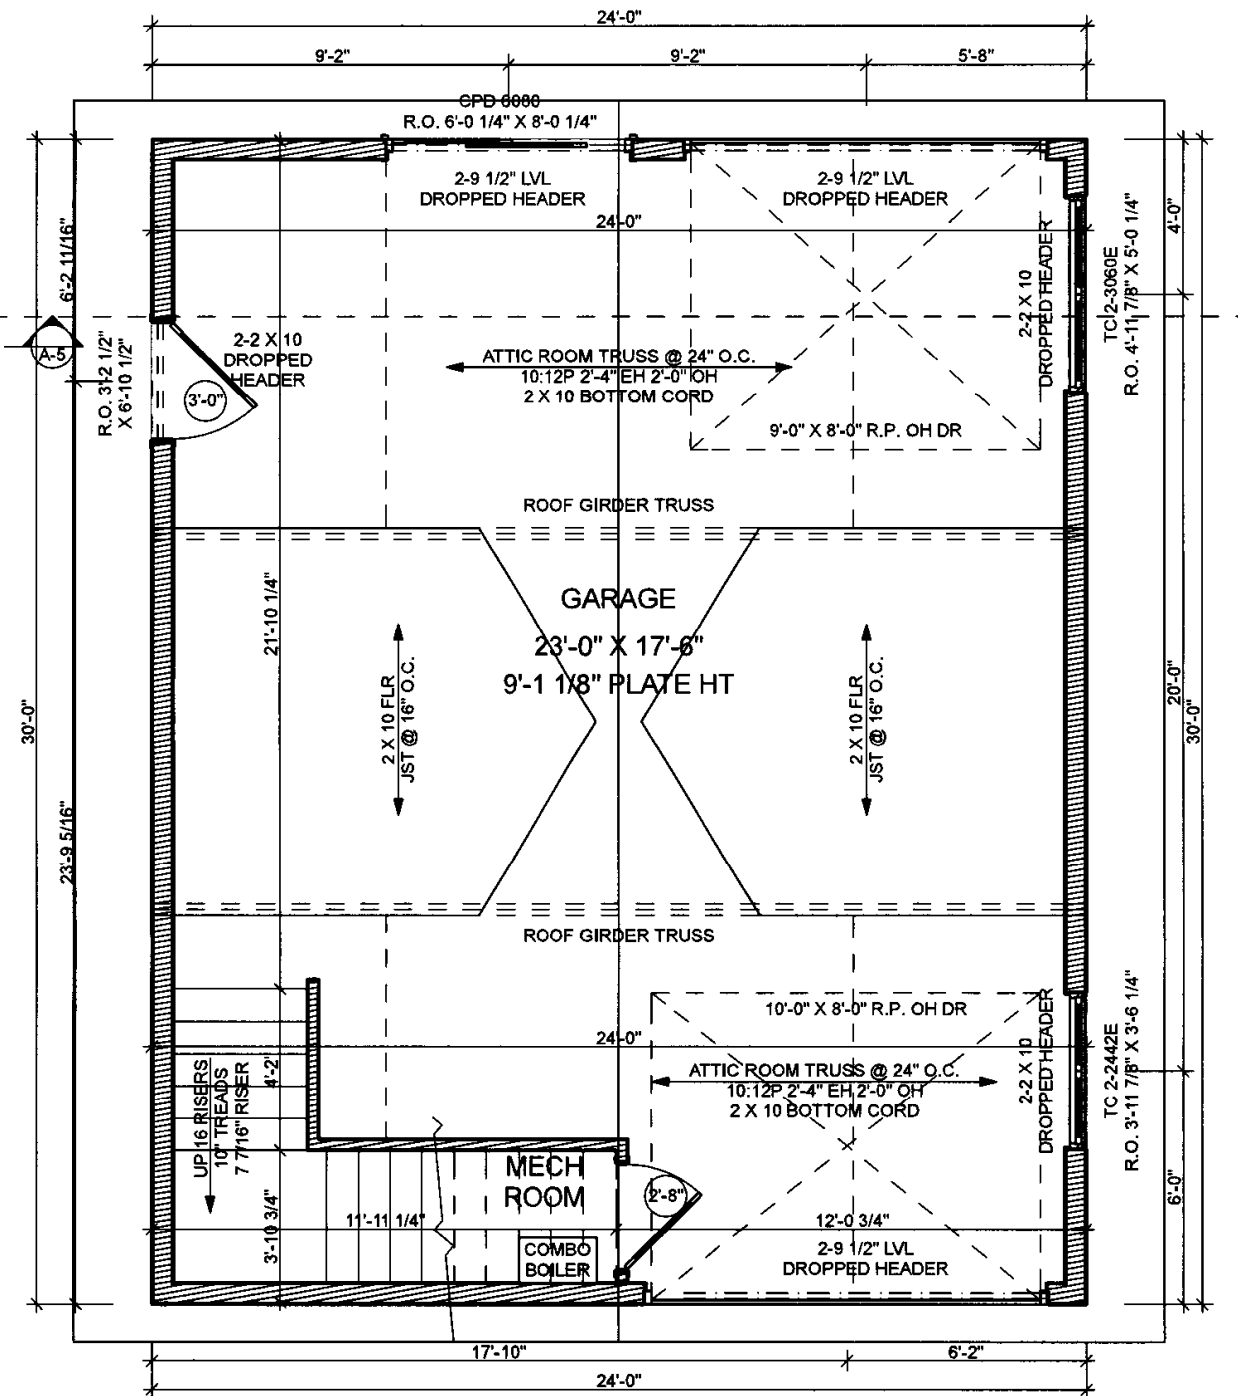 24'-0"
9'-2"
9'-2"
5'-8"
CPD 6080
R.O. 6'-0 1/4" X 8'-0 1/4"
2-9 1/2" LVL
DROPPED HEADER
2-9 1/2" LVL
DROPPED HEADER
24'-0"
6'-2 11/16"
4'-0"
2-2 X 10
DROPPED HEADER
TC 2-3060E
R.O. 4'-11 7/8" X 5'-0 1/4"
A-5
R.O. 3'-2 1/2"
X 6'-10 1/2"
2-2 X 10
DROPPED
HEADER
3'-0"
ATTIC ROOM TRUSS @ 24" O.C.
10:12P 2'-4" EH 2'-0" OH
2 X 10 BOTTOM CORD
9'-0" X 8'-0" R.P. OH DR
ROOF GIRDER TRUSS
21'-10 1/4"
GARAGE
23'-0" X 17'-6"
9'-1 1/8" PLATE HT
2 X 10 FLR
JST @ 16" O.C.
2 X 10 FLR
JST @ 16" O.C.
30'-0"
20'-0"
30'-0"
23'-9 5/16"
ROOF GIRDER TRUSS
10'-0" X 8'-0" R.P. OH DR
24'-0"
ATTIC ROOM TRUSS @ 24" O.C.
10:12P 2'-4" EH 2'-0" OH
2 X 10 BOTTOM CORD
2-2 X 10
DROPPED HEADER
TC 2-2442E
R.O. 3'-11 7/8" X 3'-6 1/4"
UP 16 RISERS
10" TREADS
7 7/16" RISER
4'-2"
MECH
ROOM
2'-8"
6'-0"
3'-10 3/4"
11'-11 1/4"
12'-0 3/4"
COMBO
BOILER
2-9 1/2" LVL
DROPPED HEADER
17'-10"
6'-2"
24'-0"